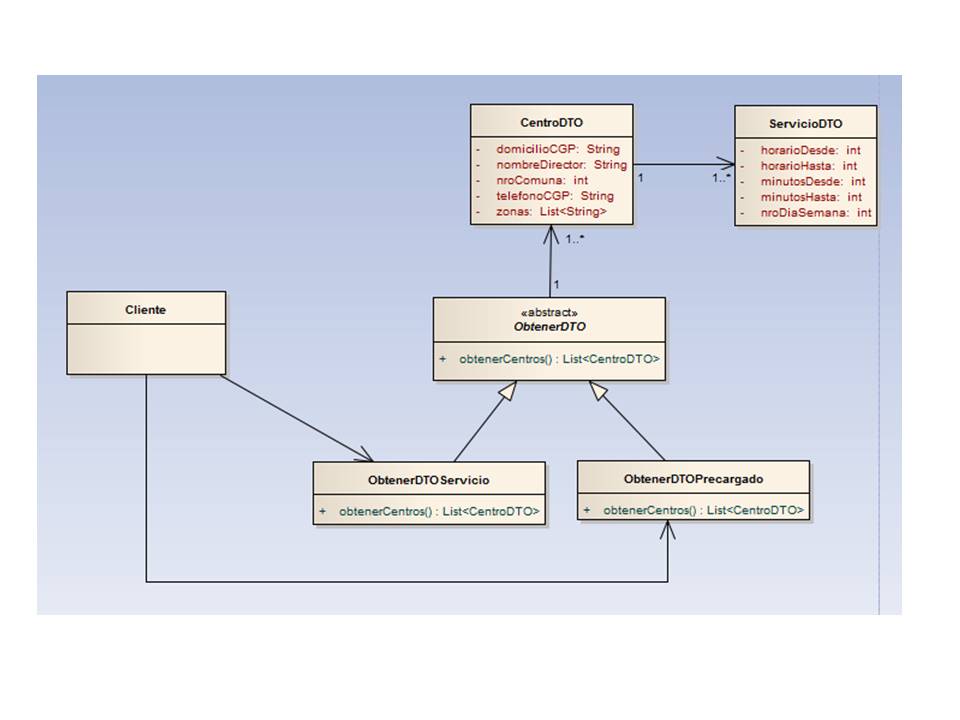 CentroDTO
- domicilioCGP: String
- nombreDirector: String
- nroComuna: int
- telefonoCGP: String
- zonas: List<String>
1
1..*
ServicioDTO
- horarioDesde: int
- horarioHasta: int
- minutosDesde: int
- minutosHasta: int
- nroDiaSemana: int
1..*
1
Cliente
«abstract»
ObtenerDTO
+ obtenerCentros() : List<CentroDTO>
ObtenerDTOServicio
+ obtenerCentros() : List<CentroDTO>
ObtenerDTOPrecargado
+ obtenerCentros() : List<CentroDTO>